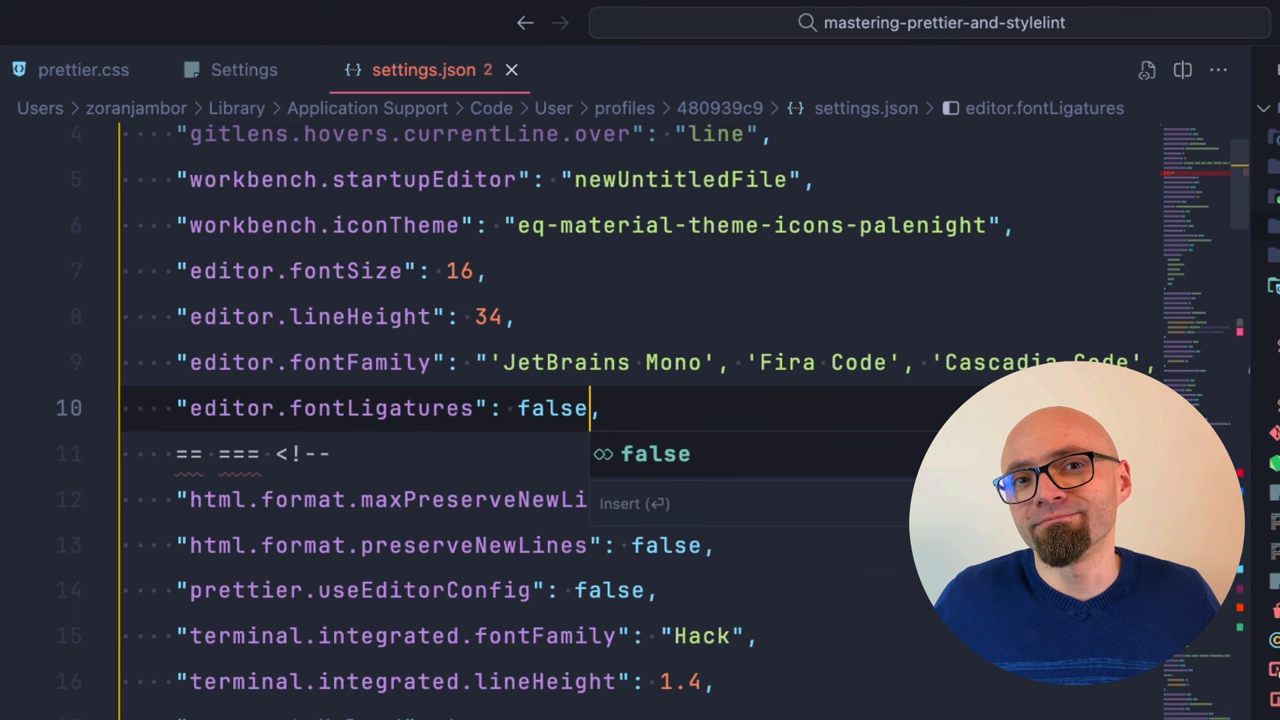 mastering-prettier-and-stylelint
prettier.css
Settings
settings.json 2
Users > zoranjambor > Library > Application Support > Code > User > profiles > 480939c9 > settings.json > editor.fontLigatures
4 "gitlens.hovers.currentLine.over": "line",
5 "workbench.startupEditor": "newUntitledFile",
6 "workbench.iconTheme": "eq-material-theme-icons-palenight",
7 "editor.fontSize": 16,
8 "editor.lineHeight": 34,
9 "editor.fontFamily": "'JetBrains Mono', 'Fira Code', 'Cascadia Code',
10 "editor.fontLigatures": false,
false
11 == === <!--
Insert (⏎)
12 "html.format.maxPreserveNewLi
13 "html.format.preserveNewLines": false,
14 "prettier.useEditorConfig": false,
15 "terminal.integrated.fontFamily": "Hack",
16 "terminal.integrated.lineHeight": 1.4,